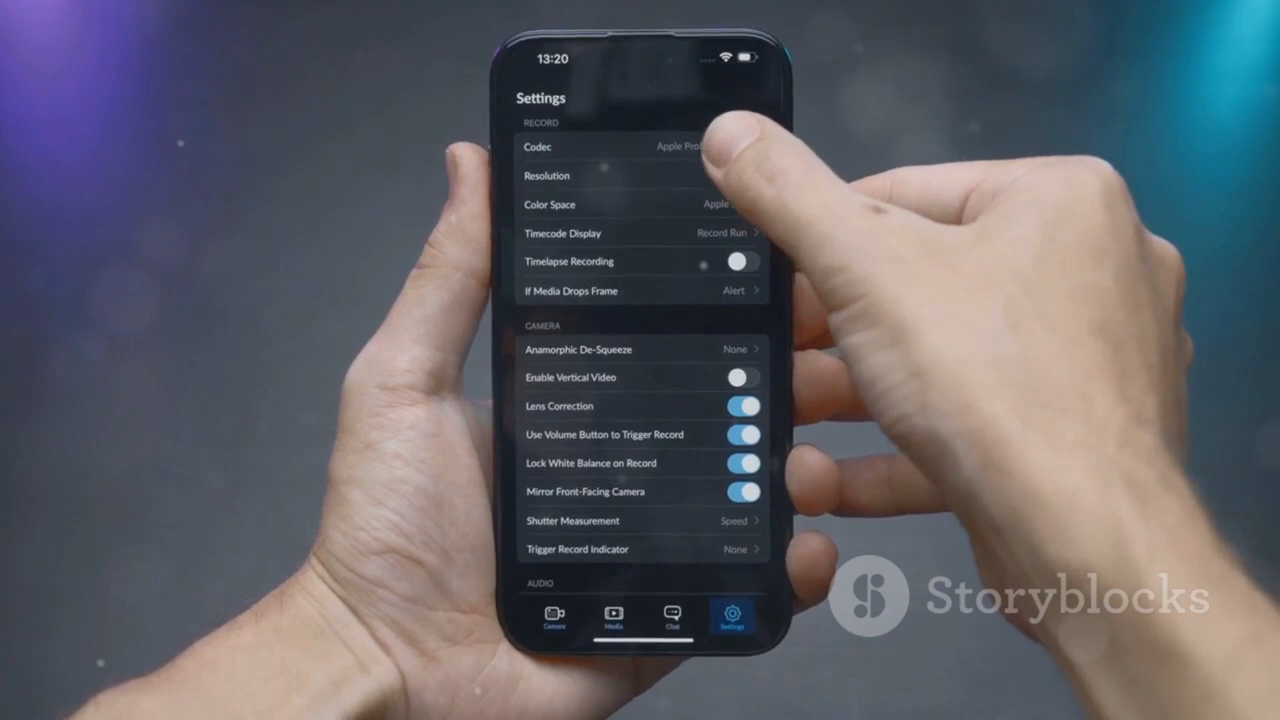 13:20
Settings
RECORD
Codec Apple
Resolution
Color Space Apple
Timecode Display Record Run
Timelapse Recording
If Media Drops Frame Alert
CAMERA
Anamorphic De-Squeeze None
Enable Vertical Video
Lens Correction
Use Volume Button to Trigger Record
Lock White Balance on Record
Mirror Front-Facing Camera
Shutter Measurement Speed
Trigger Record Indicator None
AUDIO
Camera Media Chat Settings
Storyblocks